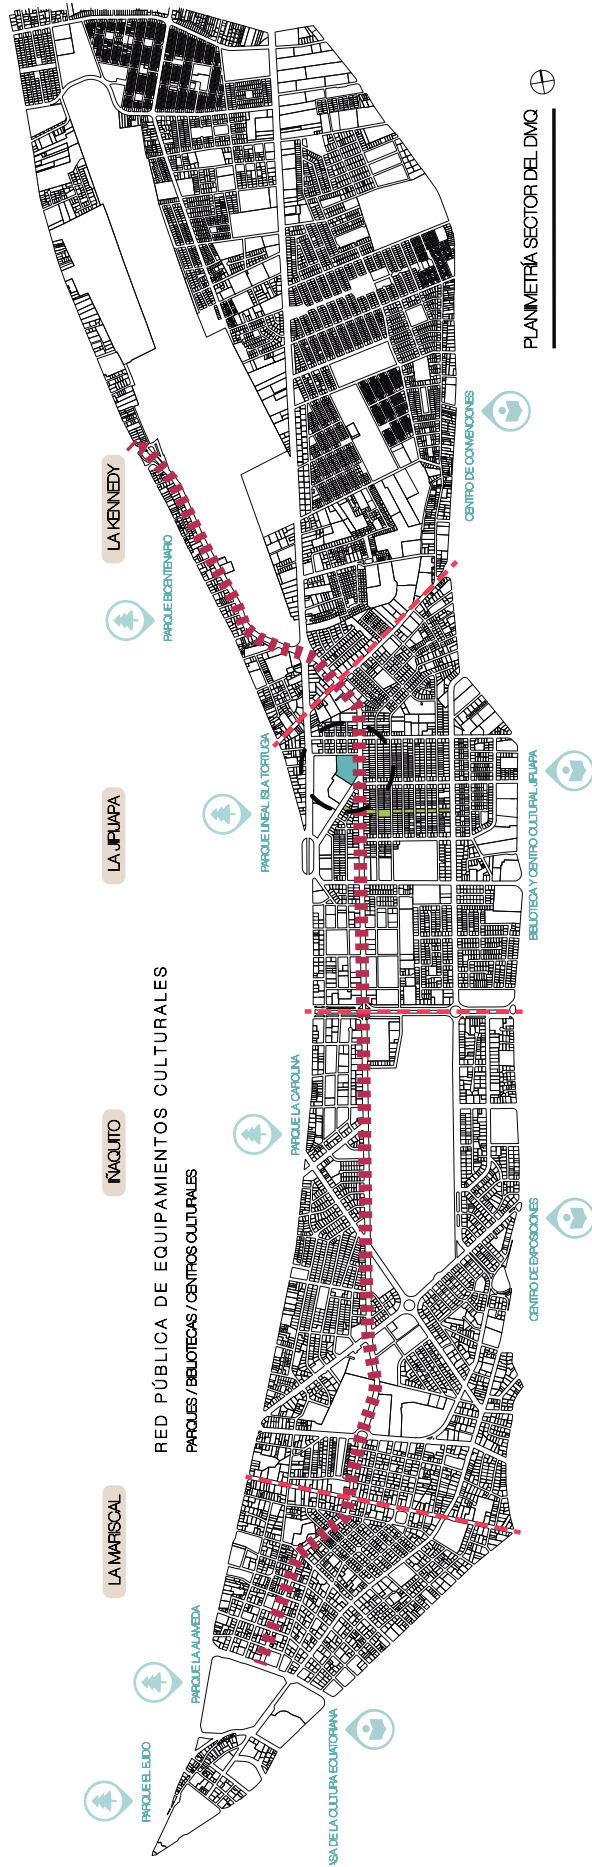 PLANIMETRÍA SECTOR DEL DMQ
LA KENNEDY
PARQUE BICENTENARIO
CENTRO DE CONVENCIONES
LA JIPIJAPA
PARQUE LINEAL ISLA TORTUGA
BIBLIOTECA Y CENTRO CULTURAL JIPIJAPA
RED PÚBLICA DE EQUIPAMIENTOS CULTURALES
PARQUES / BIBLIOTECAS / CENTROS CULTURALES
IÑAQUITO
PARQUE LA CAROLINA
CENTRO DE EXPOSICIONES
LA MARISCAL
PARQUE LA ALAMEDA
PARQUE EL EJIDO
ASA DE LA CULTURA ECUATORIANA